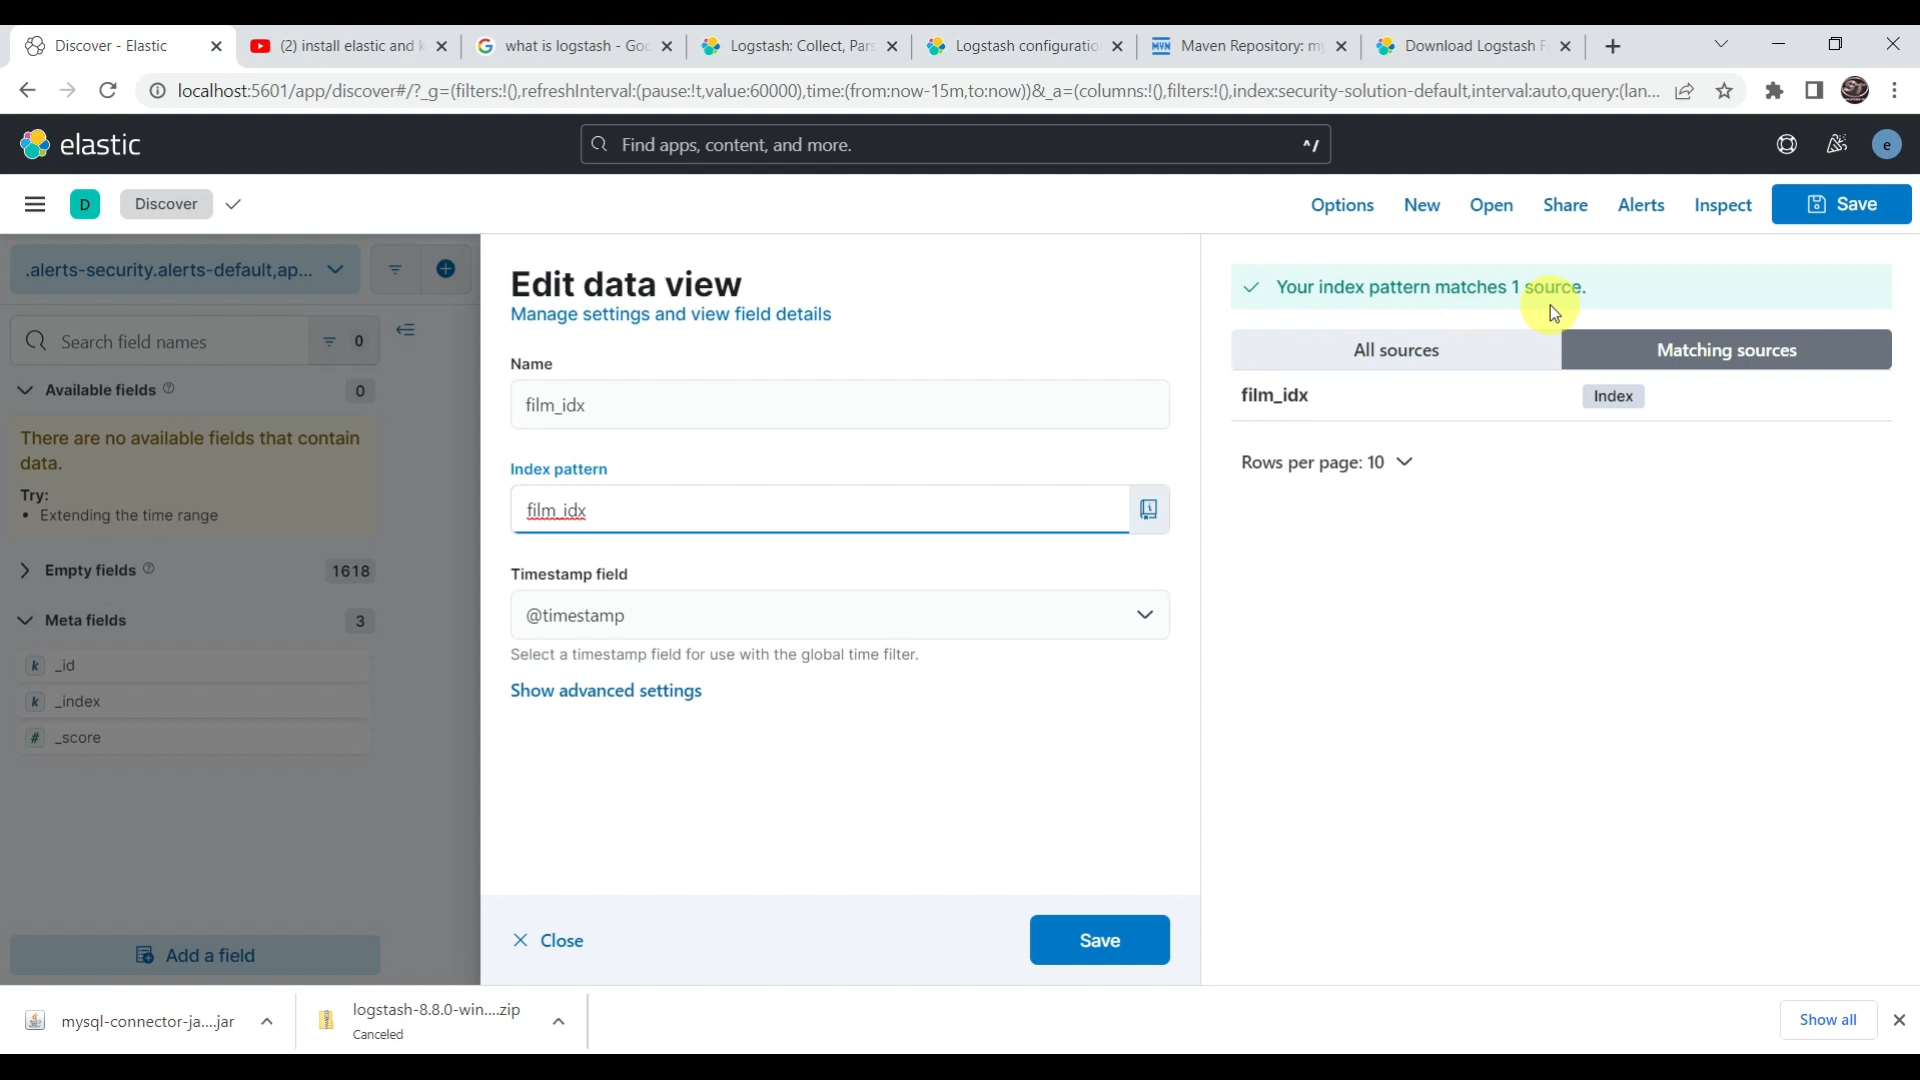 Discover - Elastic
(2) install elastic and k
what is logstash - Goo
Logstash: Collect, Pars
Logstash configuratio
MVN Maven Repository: my
Download Logstash F
localhost:5601/app/discover#/?_g=(filters:!(),refreshInterval:(pause:!t,value:60000),time:(from:now-15m,to:now))&_a=(columns:!(),filters:!(),index:security-solution-default,interval:auto,query:(lan...
elastic
Find apps, content, and more.
^/
e
D
Discover
Options
New
Open
Share
Alerts
Inspect
Save
.alerts-security.alerts-default,ap...
Search field names
0
Available fields
0
There are no available fields that contain
data.
Try:
• Extending the time range
Empty fields
1618
Meta fields
3
k _id
k _index
# _score
Add a field
Edit data view
Manage settings and view field details
Name
film_idx
Index pattern
film_idx
Timestamp field
@timestamp
Select a timestamp field for use with the global time filter.
Show advanced settings
Close
Save
Your index pattern matches 1 source.
All sources
Matching sources
film_idx
Index
Rows per page: 10
mysql-connector-ja....jar
logstash-8.8.0-win....zip
Canceled
Show all